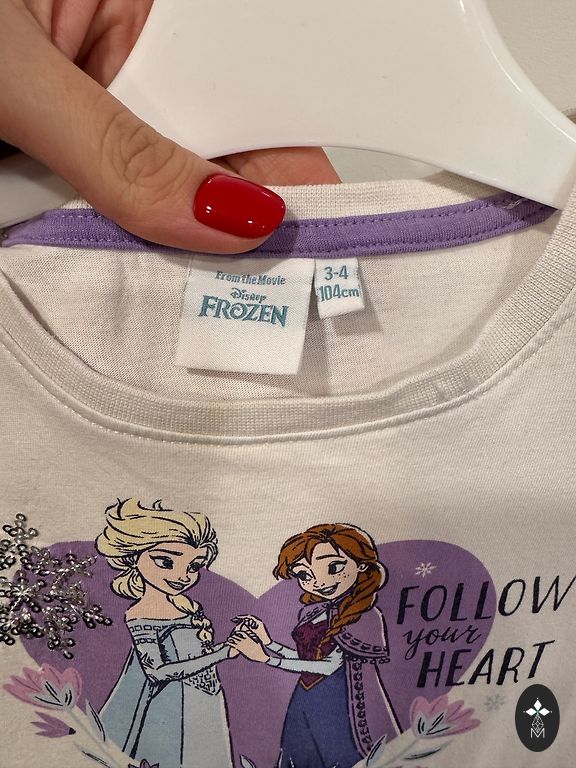 From the Movie
Disney
FROZEN
3-4
104cm
FOLLOW
your
HEART
M